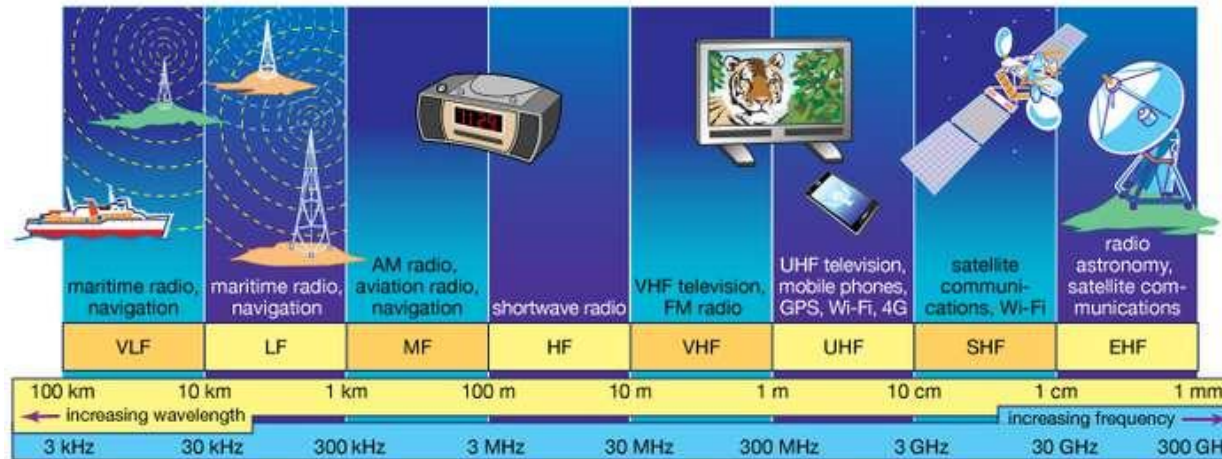 11:29
maritime radio,
navigation
maritime radio,
navigation
AM radio,
aviation radio,
navigation
shortwave radio
VHF television,
FM radio
UHF television,
mobile phones,
GPS, Wi-Fi, 4G
satellite
communi-
cations, Wi-Fi
radio
astronomy,
satellite com-
munications
VLF LF MF HF VHF UHF SHF EHF
100 km 10 km 1 km 100 m 10 m 1 m 10 cm 1 cm 1 mm
increasing wavelength increasing frequency
3 kHz 30 kHz 300 kHz 3 MHz 30 MHz 300 MHz 3 GHz 30 GHz 300 GH